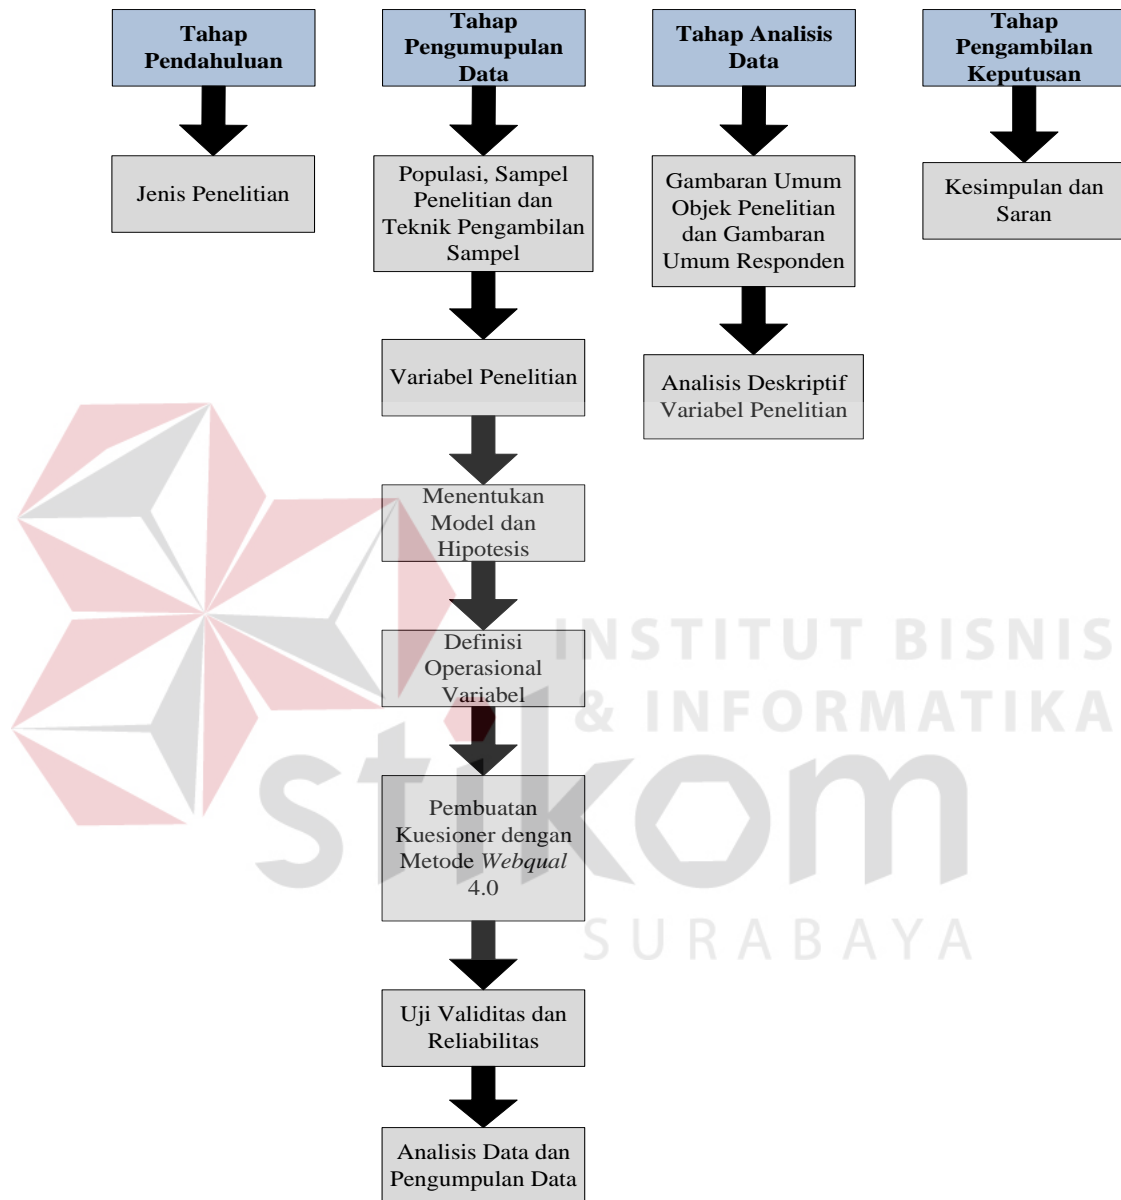 Tahap
Pendahuluan
Jenis Penelitian
Tahap
Pengumupulan
Data
Populasi, Sampel
Penelitian dan
Teknik Pengambilan
Sampel
Variabel Penelitian
Menentukan
Model dan
Hipotesis
Definisi
Operasional
Variabel
Pembuatan
Kuesioner dengan
Metode Webqual
4.0
Uji Validitas dan
Reliabilitas
Analisis Data dan
Pengumpulan Data
Tahap Analisis
Data
Gambaran Umum
Objek Penelitian
dan Gambaran
Umum Responden
Analisis Deskriptif
Variabel Penelitian
Tahap
Pengambilan
Keputusan
Kesimpulan dan
Saran
INSTITUT BISNIS
& INFORMATIKA
stikom
SURABAYA